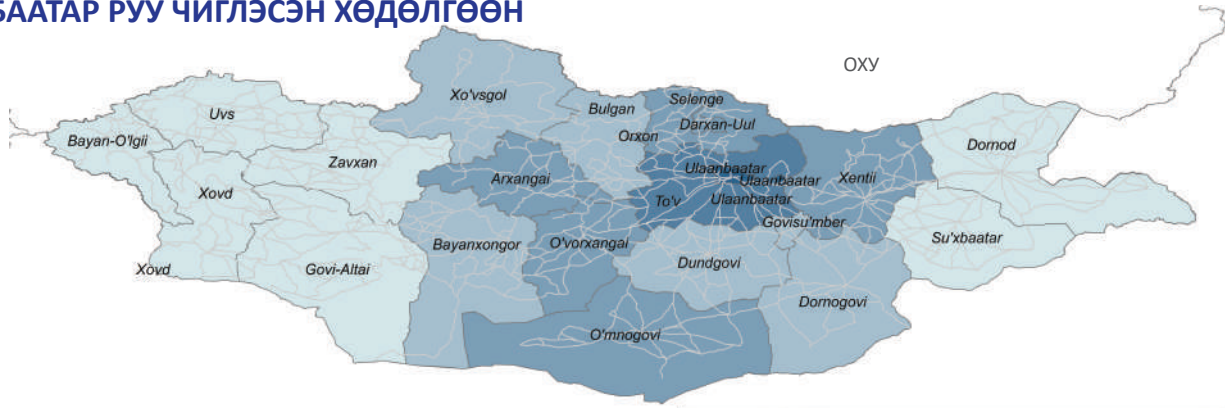 БААТАР РУУ ЧИГЛЭСЭН ХӨДӨЛГӨӨН
ОХУ
Xo'vsgol
Bulgan
Selenge
Uvs
Darxan-Uul
Orxon
Bayan-O'lgii
Dornod
Zavxan
Ulaanbaatar
Arxangai
Xentii
Ulaanbaatar
Xovd
To'v
Ulaanbaatar
Govisu'mber
Su'xbaatar
Bayanxongor
O'vorxangai
Dundgovi
Xovd
Govi-Altai
Dornogovi
O'mnogovi